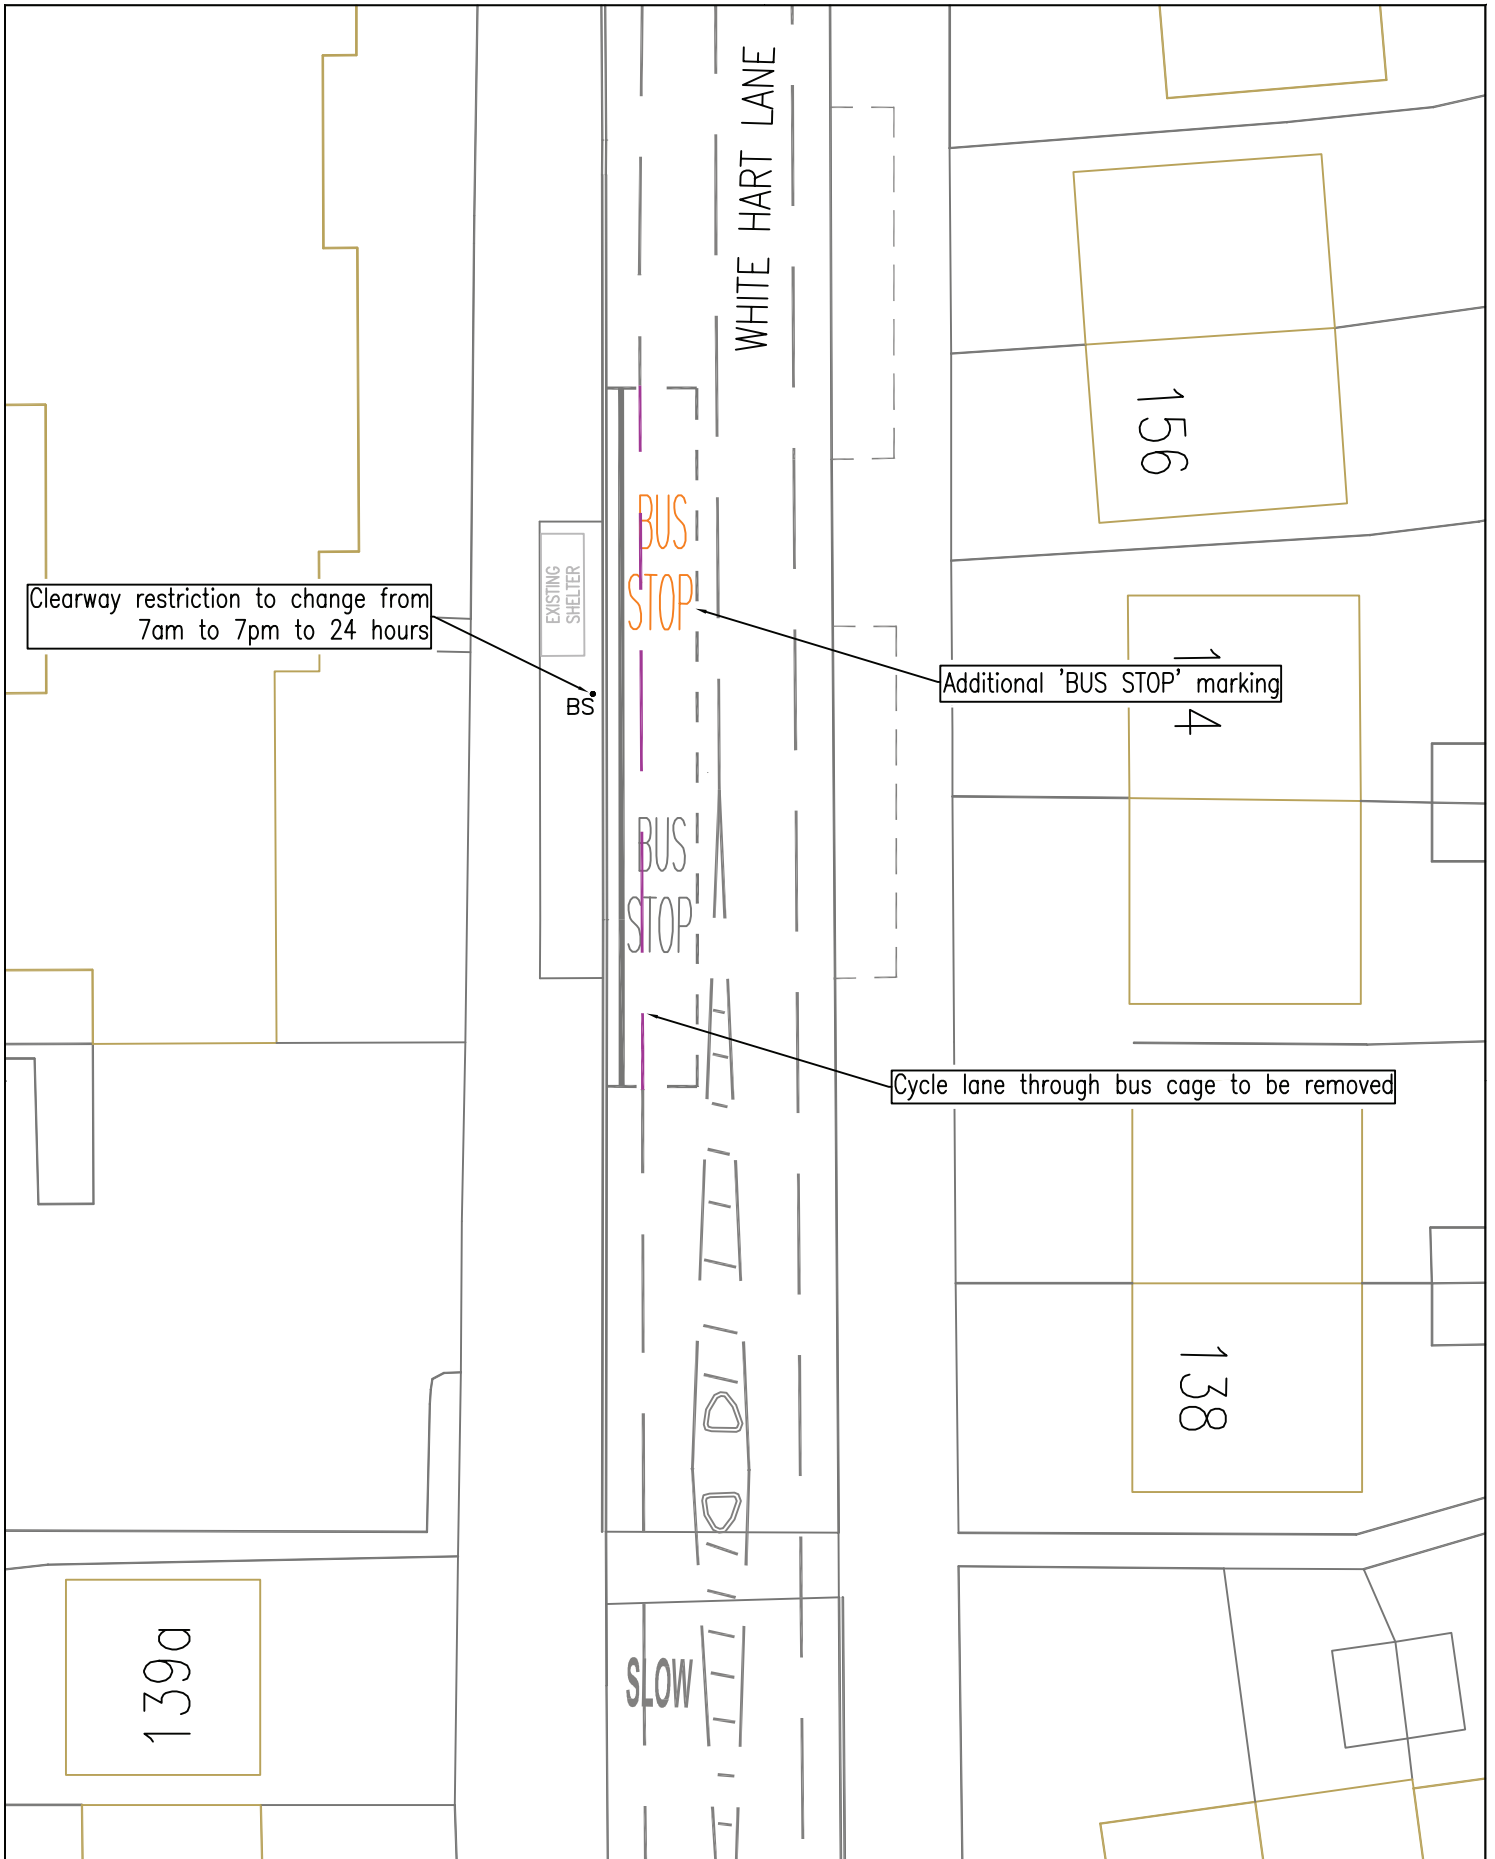 WHITE HART LANE
156
BUS
STOP
EXISTING
SHELTER
Clearway restriction to change from
7am to 7pm to 24 hours
BS
Additional 'BUS STOP' marking
BUS
STOP
Cycle lane through bus cage to be removed
138
139a
SLOW